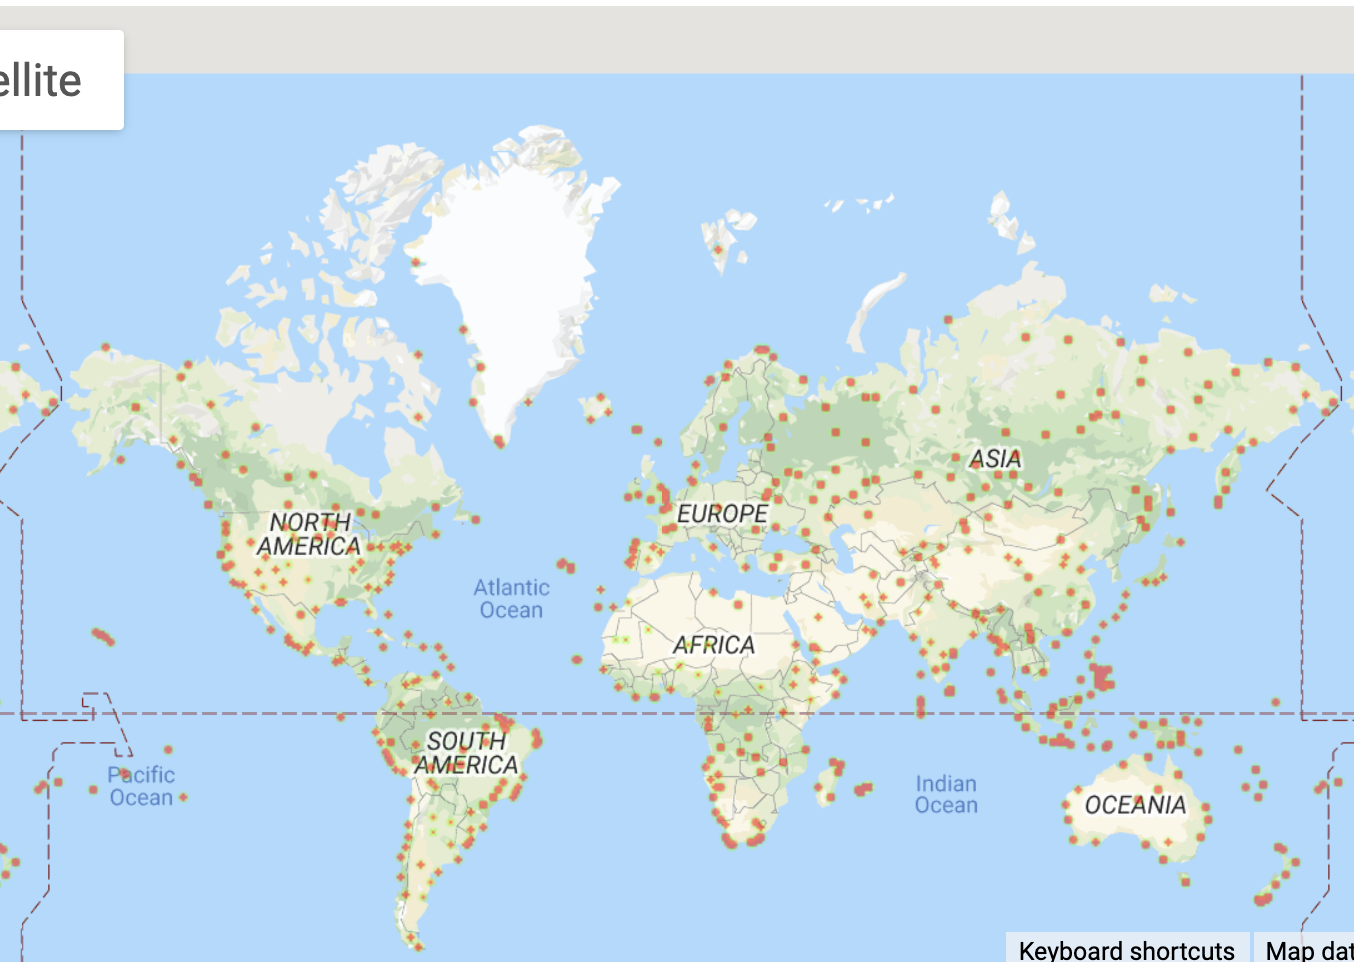 ellite
ASIA
NORTH
AMERICA
EUROPE
Atlantic
Ocean
AFRICA
SOUTH
AMERICA
Pacific
Ocean
Indian
Ocean
OCEANIA
Keyboard shortcuts
Map dat